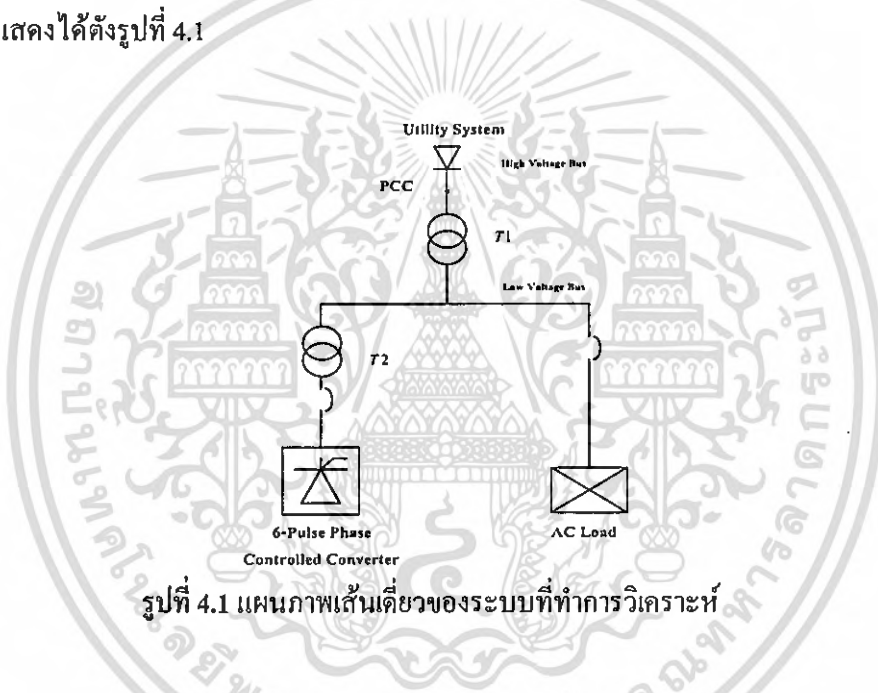 แสดงได้ดังรูปที่ 4.1
Utility System
High Voltage Bus
PCC
T1
Low Voltage Bus
T2
6-Pulse Phase
Controlled Converter
AC Load
รูปที่ 4.1 แผนภาพเส้นเดี่ยวของระบบที่ทำการวิเคราะห์